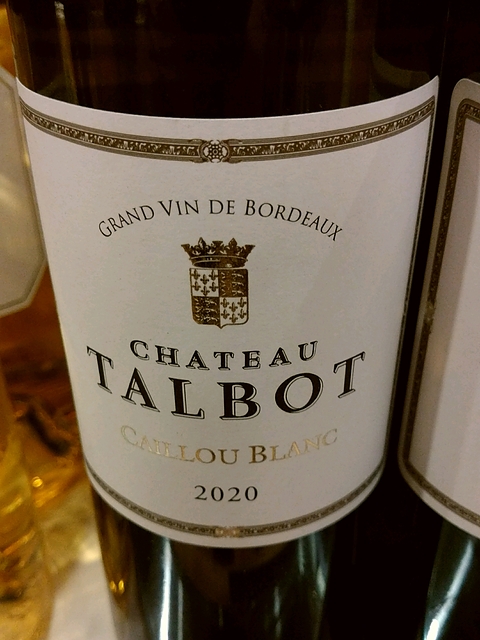 GRAND VIN DE BORDEAUX
CHATEAU
TALBOT
CAILLOU BLANC
2020